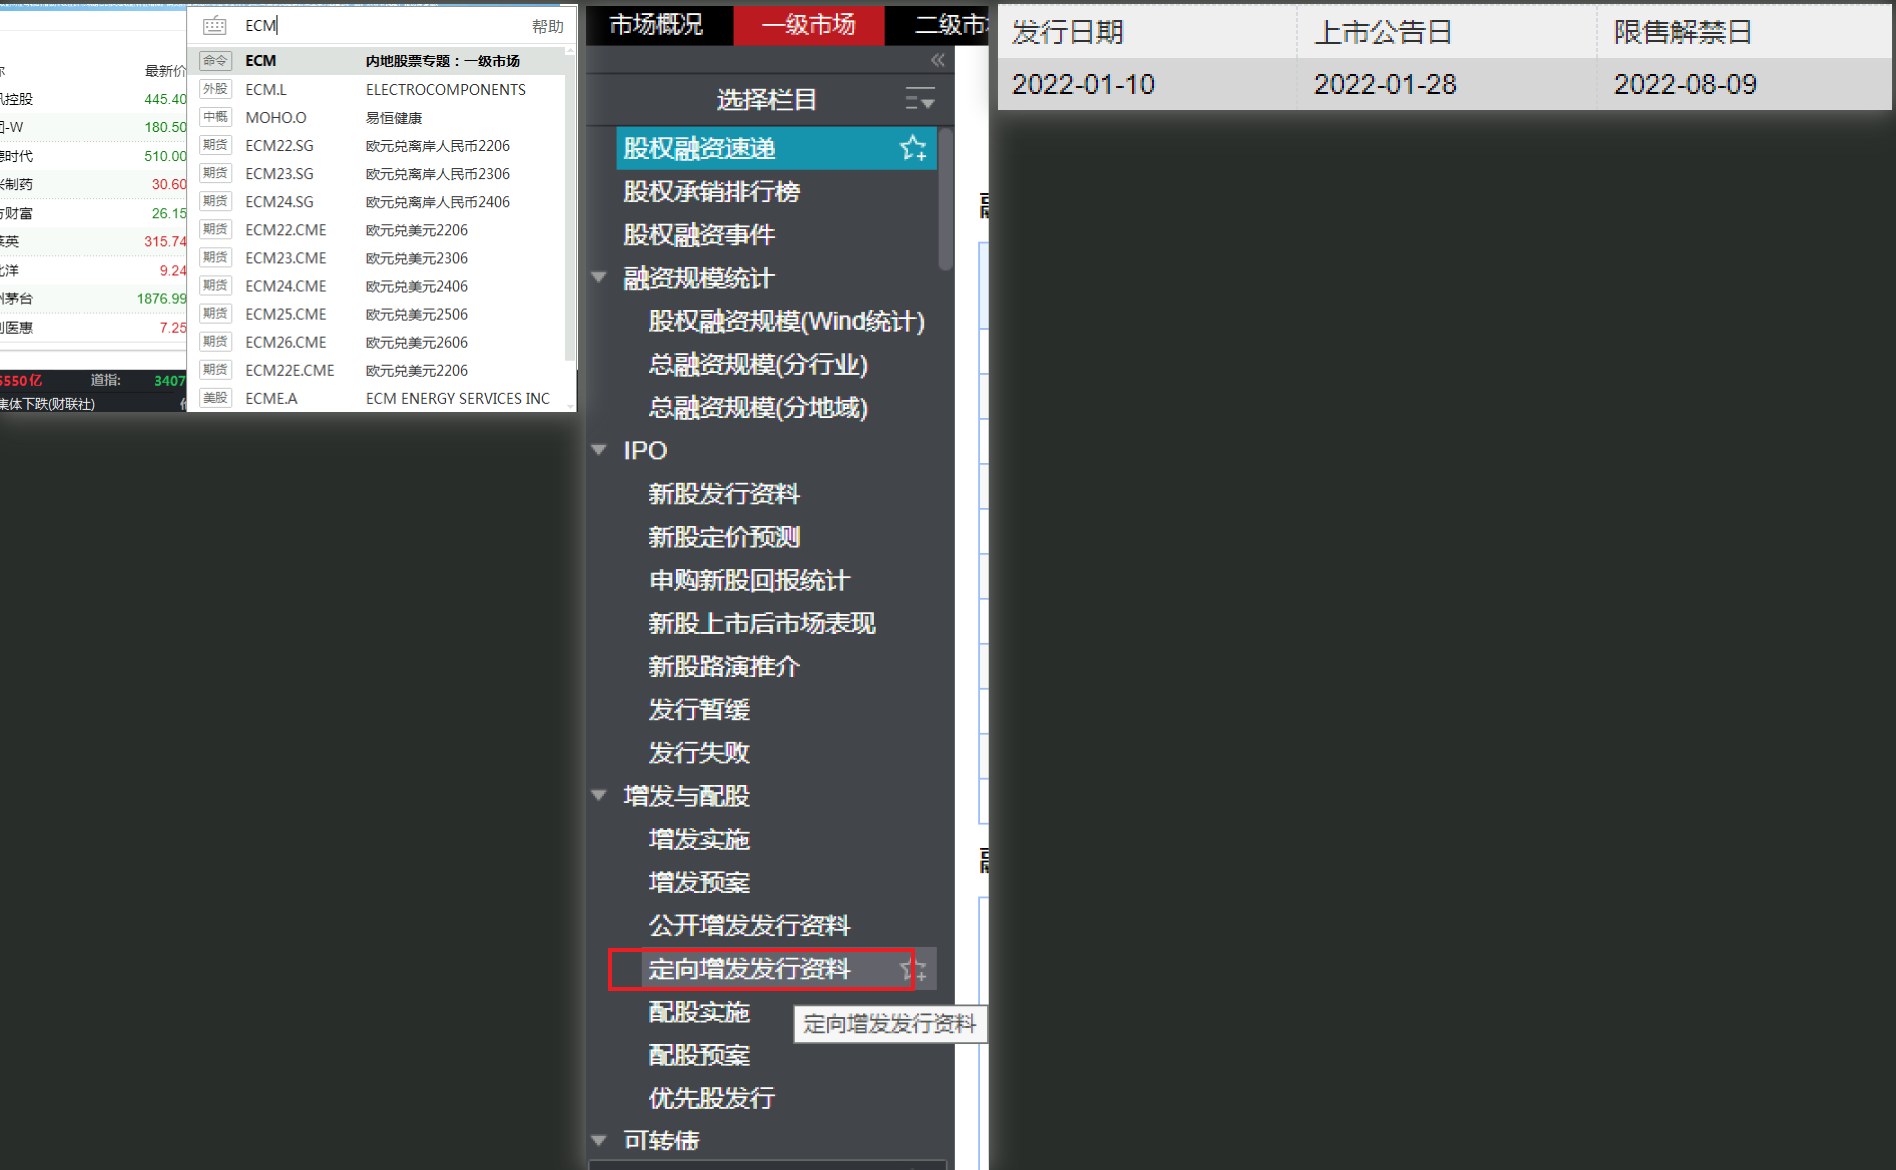 ECM
帮助
最新价
讯控股 445.40
-W 180.50
德时代 510.00
兴制药 30.60
方财富 26.15
莱英 315.74
北洋 9.24
州茅台 1876.99
医惠 7.25
5550亿 道指: 3407
集体下跌(财联社)
命令 ECM 内地股票专题：一级市场
外股 ECM.L ELECTROCOMPONENTS
中概 MOHO.O 易恒健康
期货 ECM22.SG 欧元兑离岸人民币2206
期货 ECM23.SG 欧元兑离岸人民币2306
期货 ECM24.SG 欧元兑离岸人民币2406
期货 ECM22.CME 欧元兑美元2206
期货 ECM23.CME 欧元兑美元2306
期货 ECM24.CME 欧元兑美元2406
期货 ECM25.CME 欧元兑美元2506
期货 ECM26.CME 欧元兑美元2606
期货 ECM22E.CME 欧元兑美元2206
美股 ECME.A ECM ENERGY SERVICES INC
市场概况 一级市场 二级市
选择栏目
股权融资速递
股权承销排行榜
股权融资事件
融资规模统计
股权融资规模(Wind统计)
总融资规模(分行业)
总融资规模(分地域)
IPO
新股发行资料
新股定价预测
申购新股回报统计
新股上市后市场表现
新股路演推介
发行暂缓
发行失败
增发与配股
增发实施
增发预案
公开增发发行资料
定向增发发行资料
配股实施
定向增发发行资料
配股预案
优先股发行
可转债
发行日期 上市公告日 限售解禁日
2022-01-10 2022-01-28 2022-08-09